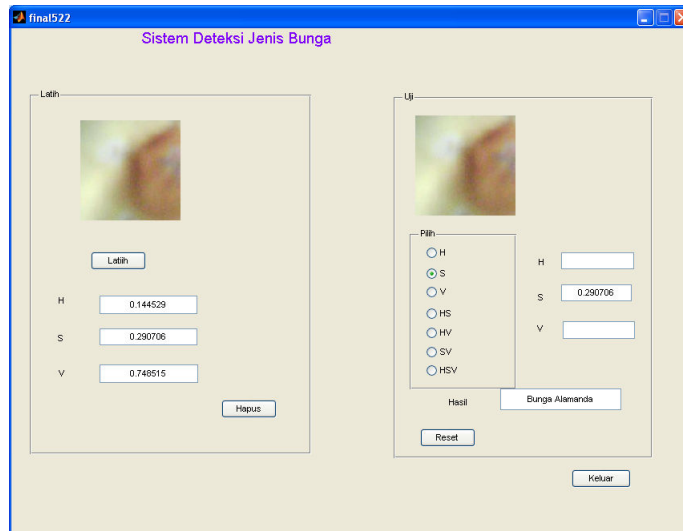 final522
Sistem Deteksi Jenis Bunga
Latih
Latiih
H 0.144529
S 0.290706
V 0.748515
Hapus
Uji
Pilih
H
S
V
HS
HV
SV
HSV
H
S 0.290706
V
Hasil Bunga Alamanda
Reset
Keluar